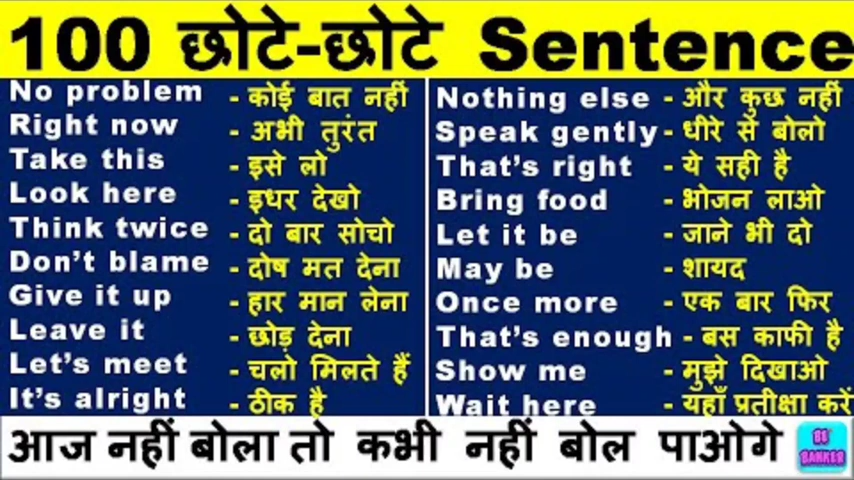 100 छोटे-छोटे Sentence
No problem - कोई बात नहीं
Right now - अभी तुरंत
Take this - इसे लो
Look here - इधर देखो
Think twice - दो बार सोचो
Don't blame - दोष मत देना
Give it up - हार मान लेना
Leave it - छोड़ देना
Let's meet - चलो मिलते हैं
It's alright - ठीक है
Nothing else - और कुछ नहीं
Speak gently - धीरे से बोलो
That's right - ये सही है
Bring food - भोजन लाओ
Let it be - जाने भी दो
May be - शायद
Once more - एक बार फिर
That's enough - बस काफी है
Show me - मुझे दिखाओ
Wait here - यहाँ प्रतीक्षा करें
आज नहीं बोला तो कभी नहीं बोल पाओगे
BE
BANKER